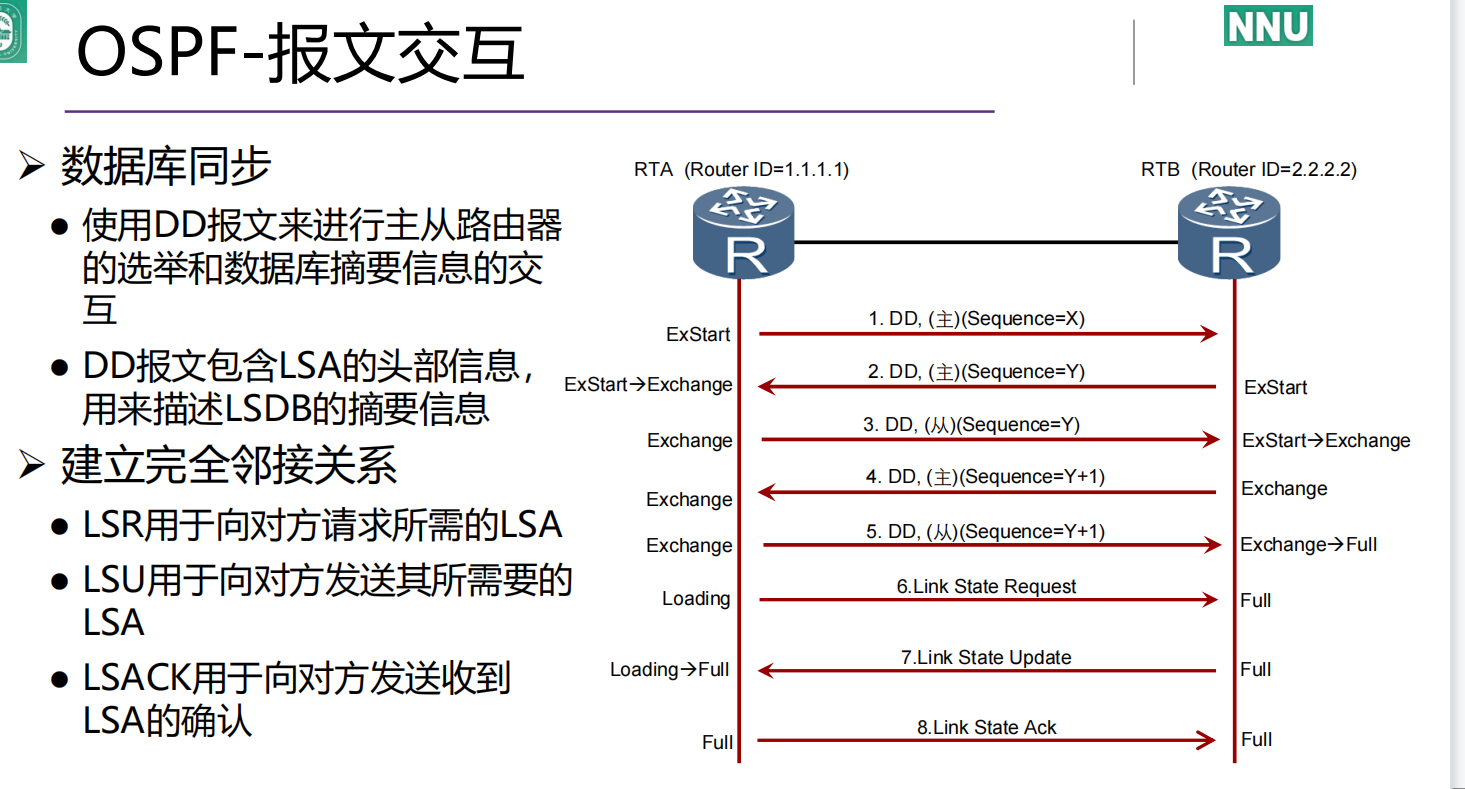 OSPF-报文交互
NNU
➢ 数据库同步
● 使用DD报文来进行主从路由器
的选举和数据库摘要信息的交
互
● DD报文包含LSA的头部信息，
用来描述LSDB的摘要信息
➢ 建立完全邻接关系
● LSR用于向对方请求所需的LSA
● LSU用于向对方发送其所需要的
LSA
● LSACK用于向对方发送收到
LSA的确认
RTA (Router ID=1.1.1.1)
RTB (Router ID=2.2.2.2)
R
R
1. DD, (主)(Sequence=X)
ExStart
2. DD, (主)(Sequence=Y)
ExStart→Exchange
ExStart
3. DD, (从)(Sequence=Y)
Exchange
ExStart→Exchange
4. DD, (主)(Sequence=Y+1)
Exchange
Exchange
5. DD, (从)(Sequence=Y+1)
Exchange
Exchange→Full
6.Link State Request
Loading
Full
7.Link State Update
Loading→Full
Full
8.Link State Ack
Full
Full